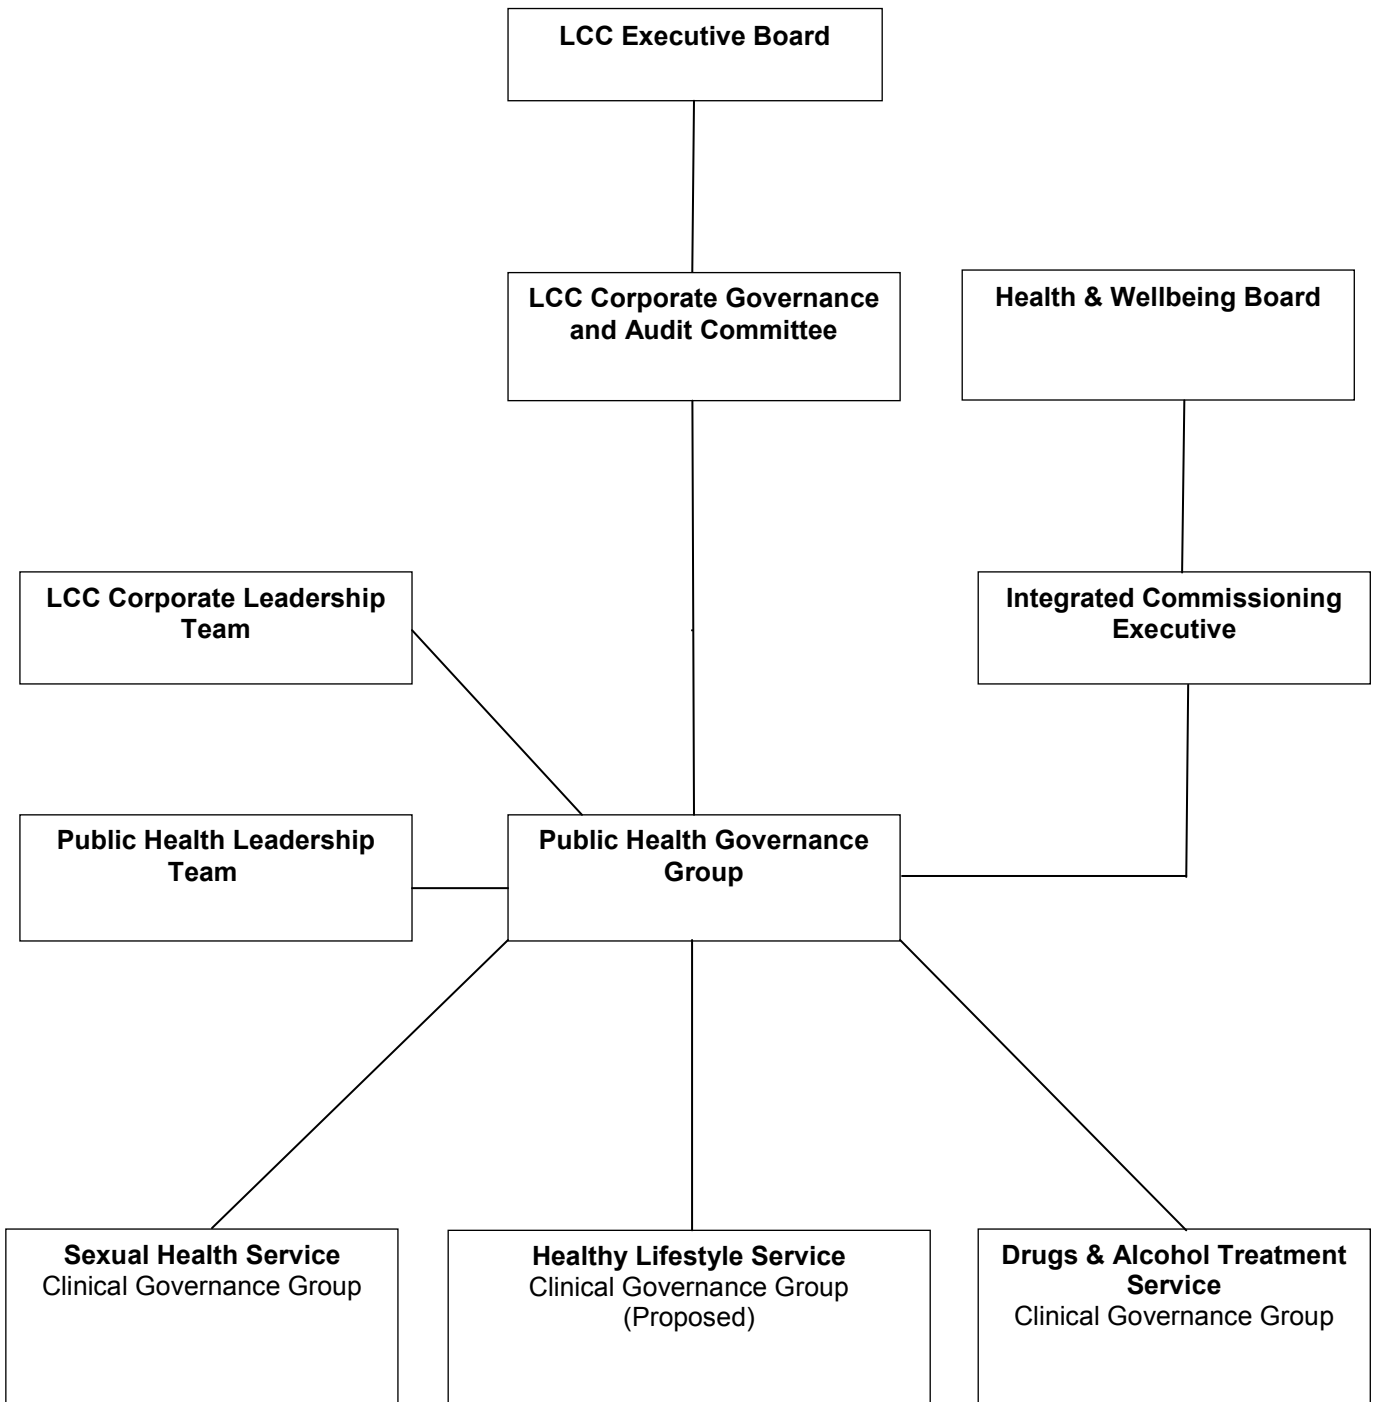 LCC Executive Board
LCC Corporate Governance
and Audit Committee
Health & Wellbeing Board
LCC Corporate Leadership
Team
Integrated Commissioning
Executive
Public Health Leadership
Team
Public Health Governance
Group
Sexual Health Service
Clinical Governance Group
Healthy Lifestyle Service
Clinical Governance Group
(Proposed)
Drugs & Alcohol Treatment
Service
Clinical Governance Group